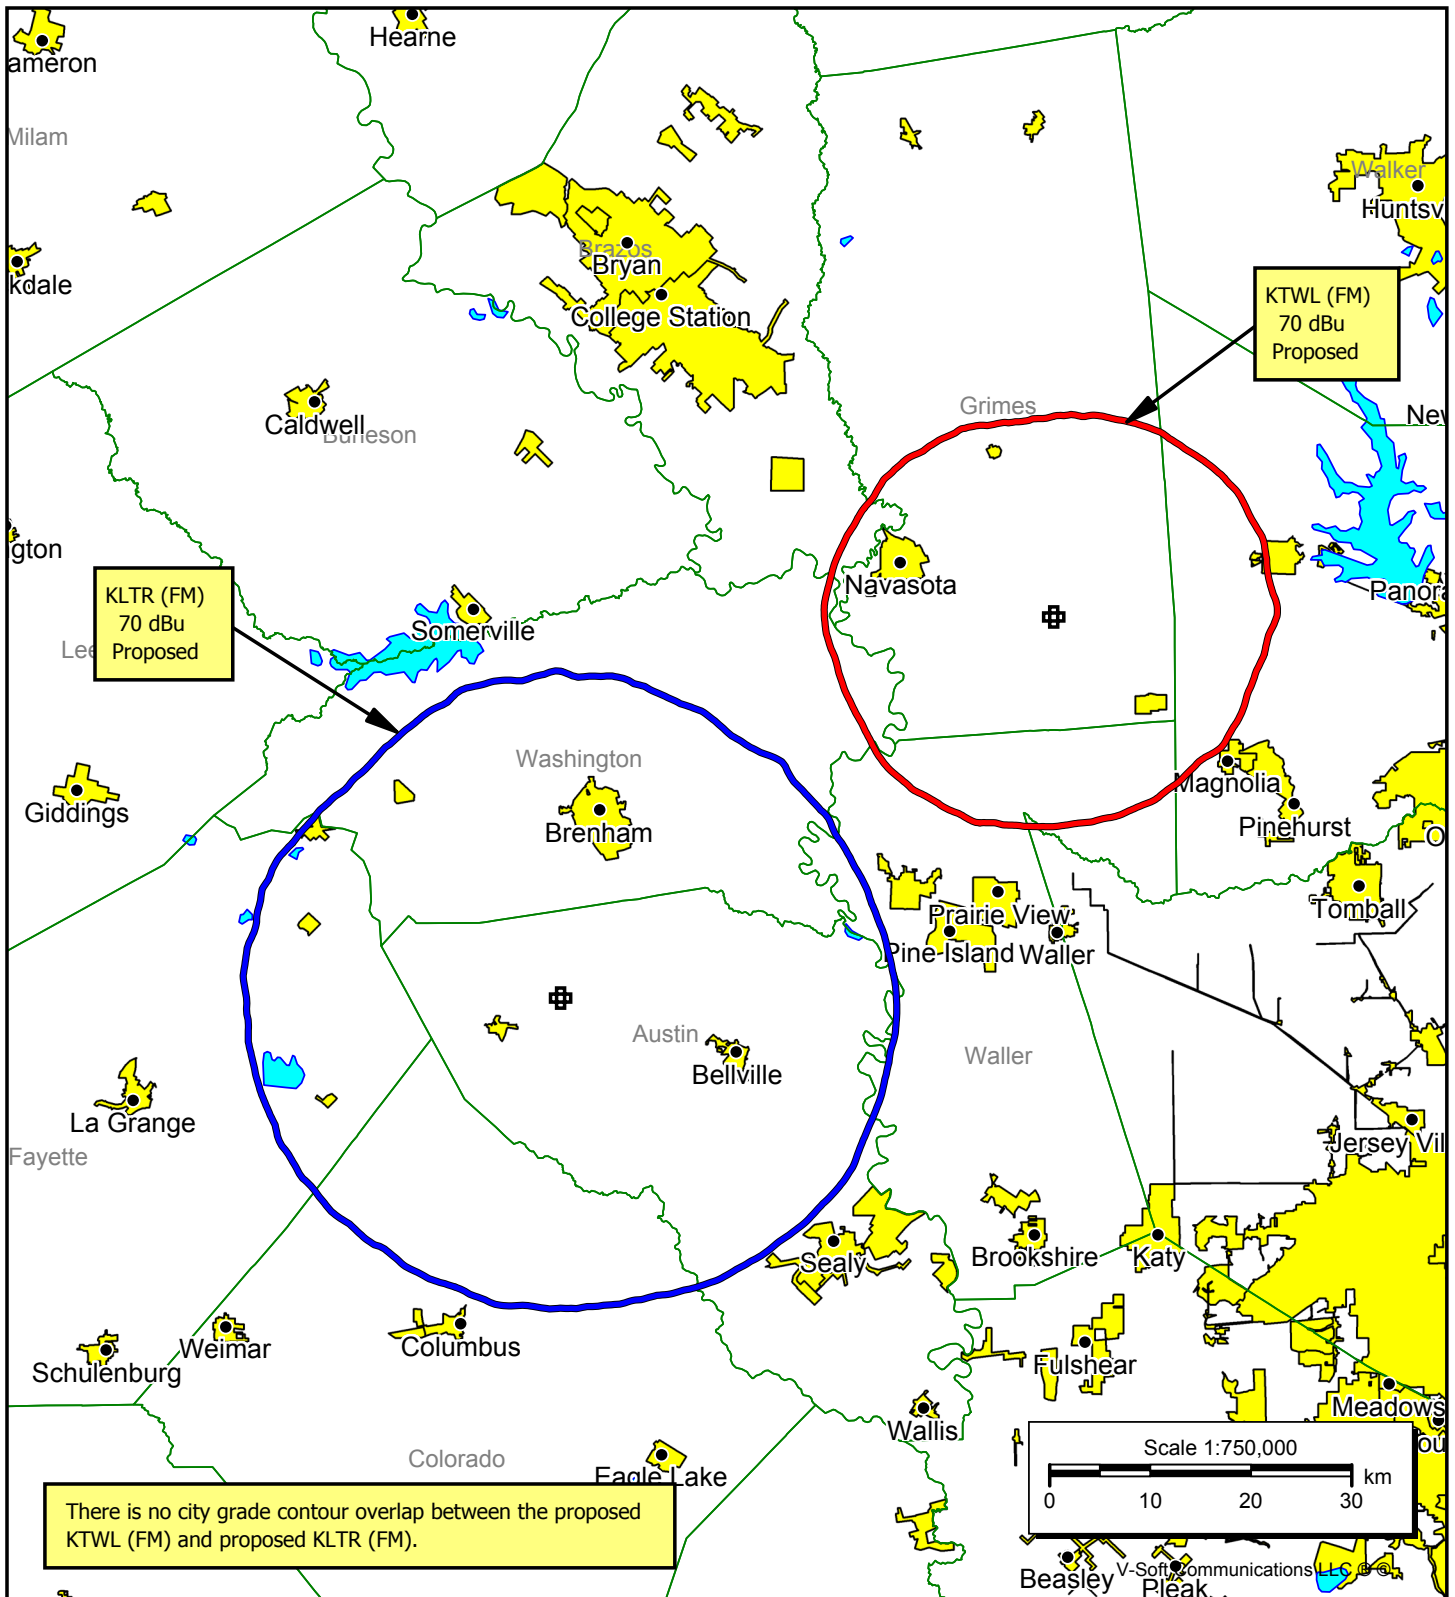 Hearne
ameron
Milam
Walker
Huntsv
Brazos
Bryan
kdale
College Station
KTWL (FM)
70 dBu
Proposed
Grimes
New
Caldwell
Burleson
gton
Navasota
Panora
KLTR (FM)
70 dBu
Proposed
Somerville
Lee
Washington
Magnolia
Giddings
Brenham
Pinehurst
O
Prairie View
Tomball
Pine Island
Waller
Austin
Waller
Bellville
La Grange
Jersey Vil
Fayette
Sealy
Brookshire
Katy
Weimar
Columbus
Schulenburg
Fulshear
Meadows
Wallis
ou
Scale 1:750,000
km
0 10 20 30
Colorado
Eagle Lake
There is no city grade contour overlap between the proposed
KTWL (FM) and proposed KLTR (FM).
Beasley
V-Soft Communications LLC ® ©
Pleak